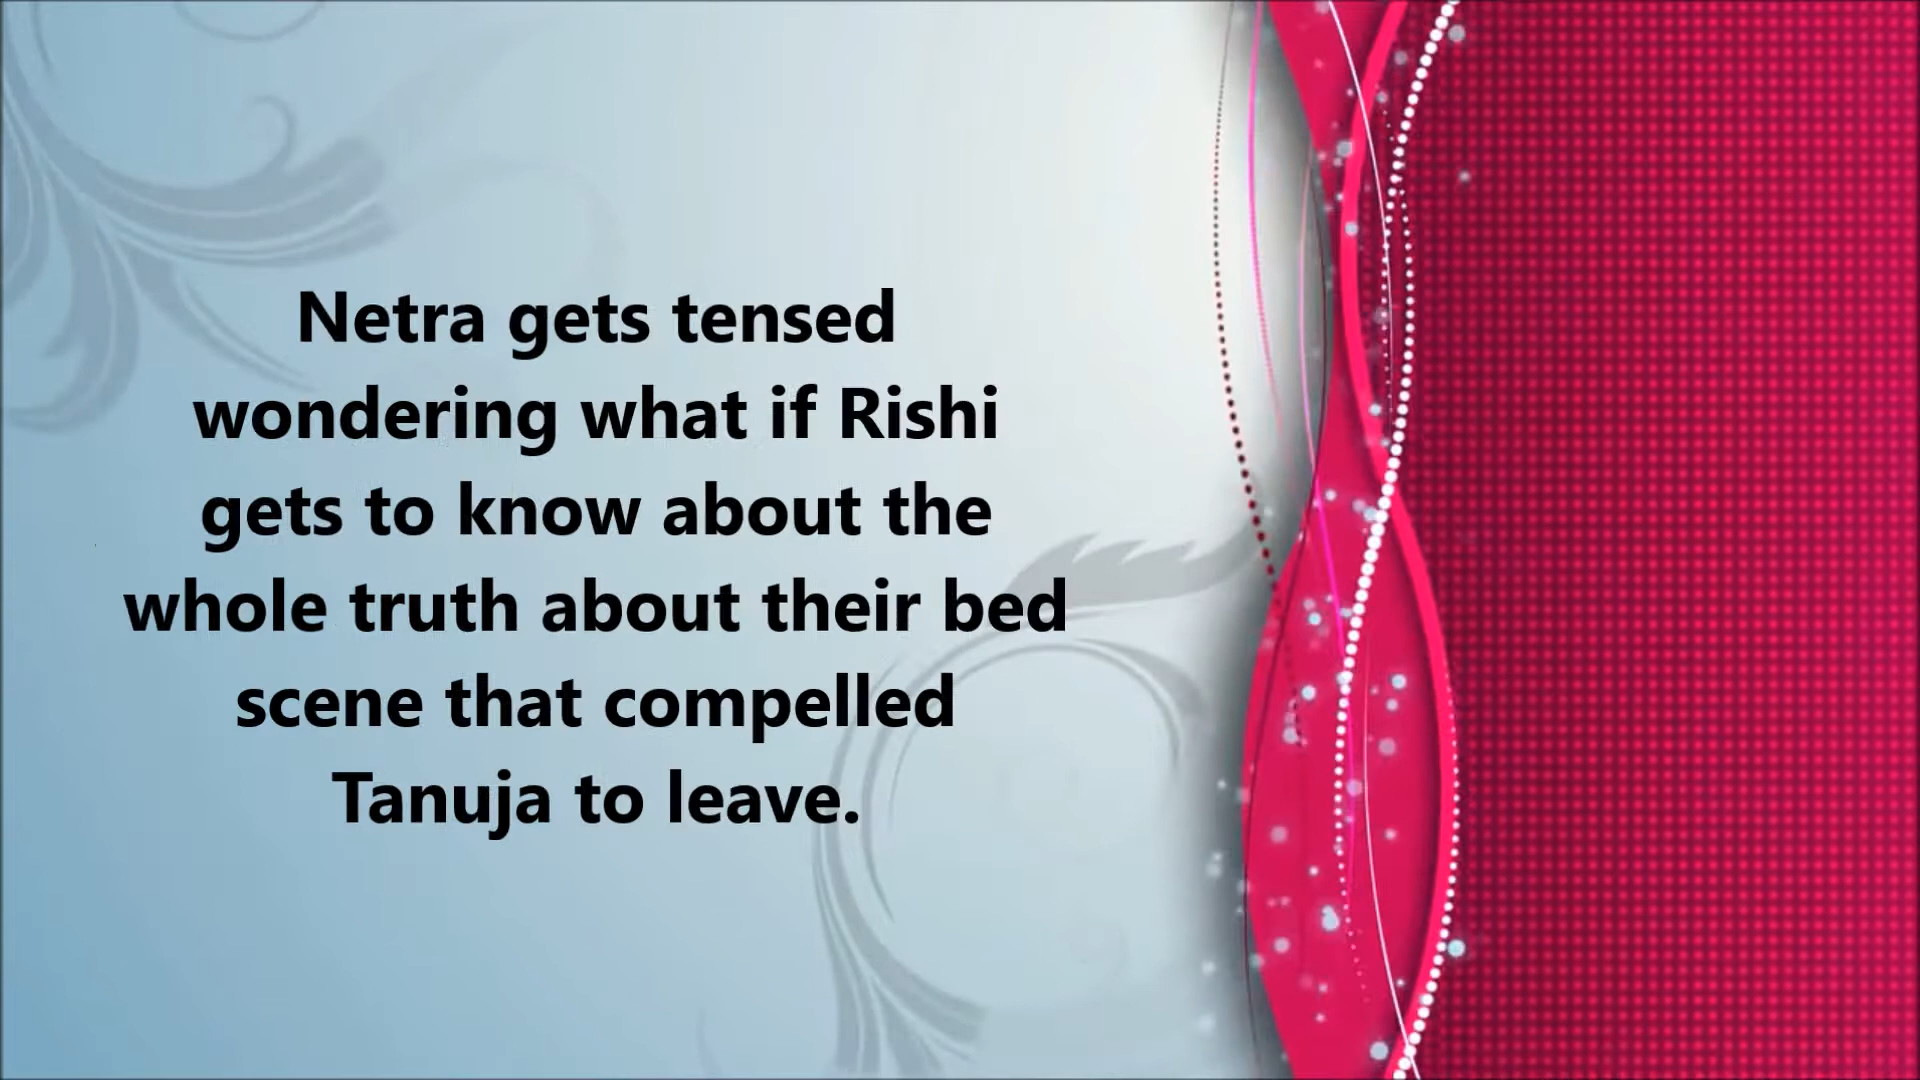 Netra gets tensed
wondering what if Rishi
gets to know about the
whole truth about their bed
scene that compelled
Tanuja to leave.